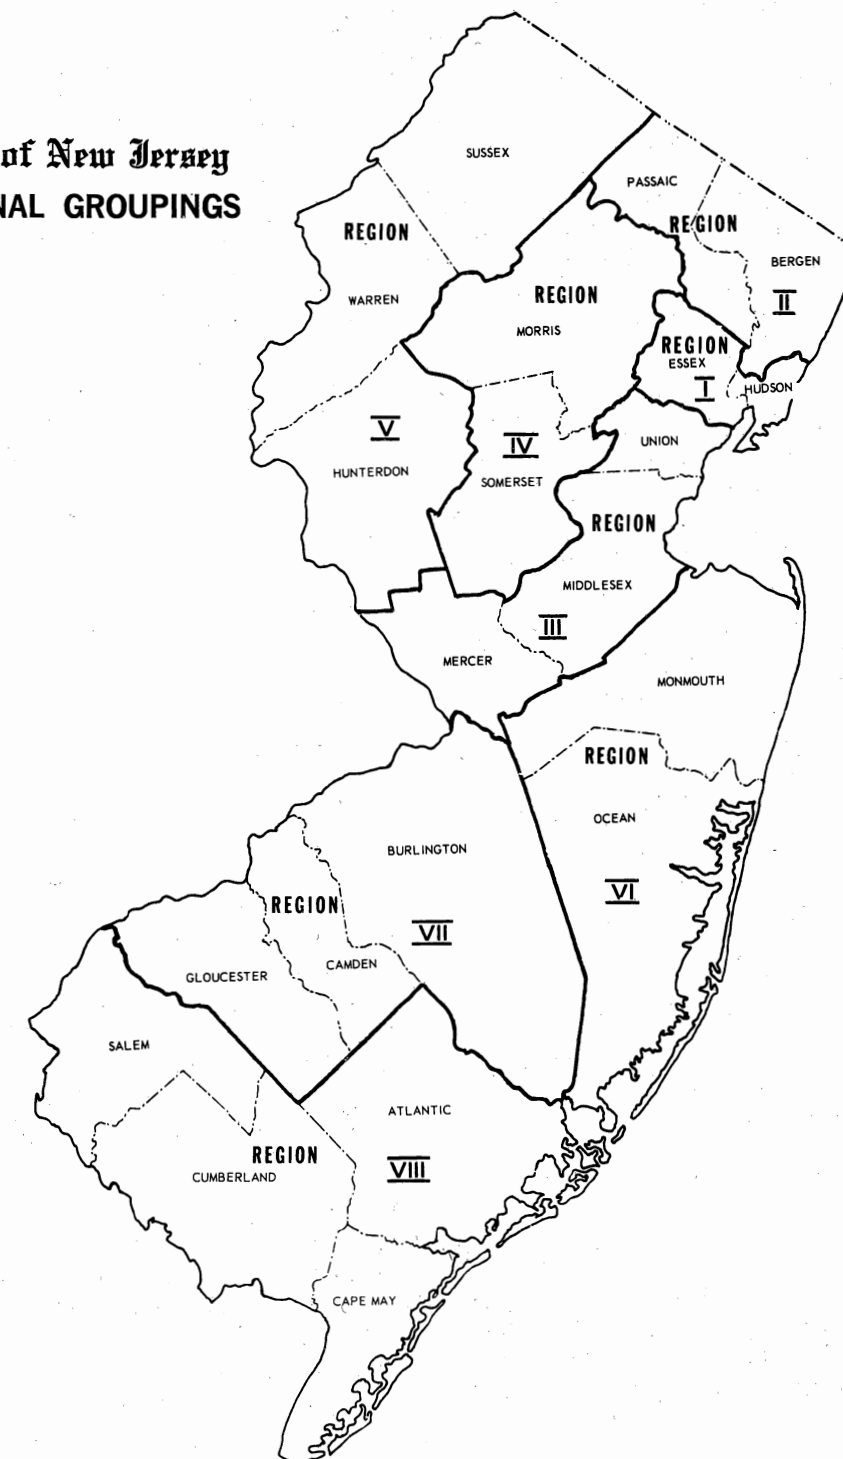 of New Jersey
NAL GROUPINGS
SUSSEX
PASSAIC
REGION
REGION
BERGEN
II
WARREN
REGION
MORRIS
REGION
ESSEX
I
HUDSON
V
IV
UNION
HUNTERDON
SOMERSET
REGION
MIDDLESEX
III
MERCER
MONMOUTH
REGION
OCEAN
BURLINGTON
VI
REGION
VII
CAMDEN
GLOUCESTER
SALEM
ATLANTIC
REGION
VIII
CUMBERLAND
CAPE MAY